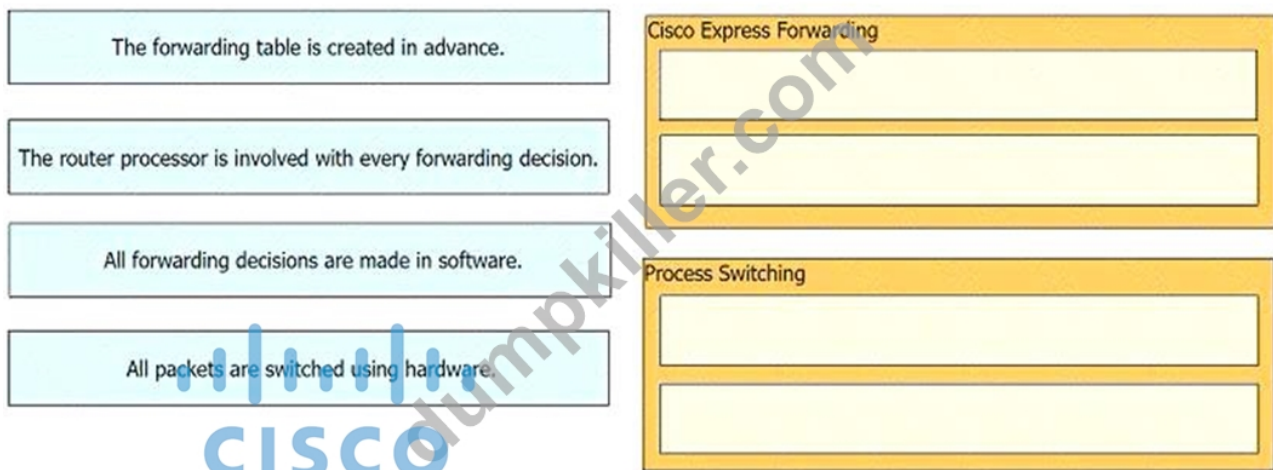 The forwarding table is created in advance.
The router processor is involved with every forwarding decision.
All forwarding decisions are made in software.
All packets are switched using hardware.
CISCO
Cisco Express Forwarding
Process Switching
dumpkiller.com